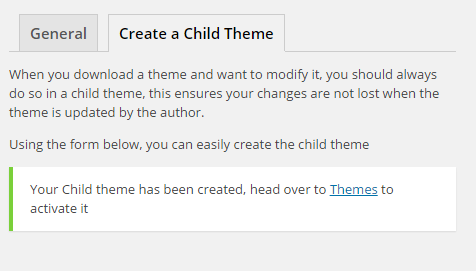 General
Create a Child Theme
When you download a theme and want to modify it, you should always
do so in a child theme, this ensures your changes are not lost when the
theme is updated by the author.
Using the form below, you can easily create the child theme
Your Child theme has been created, head over to Themes to
activate it